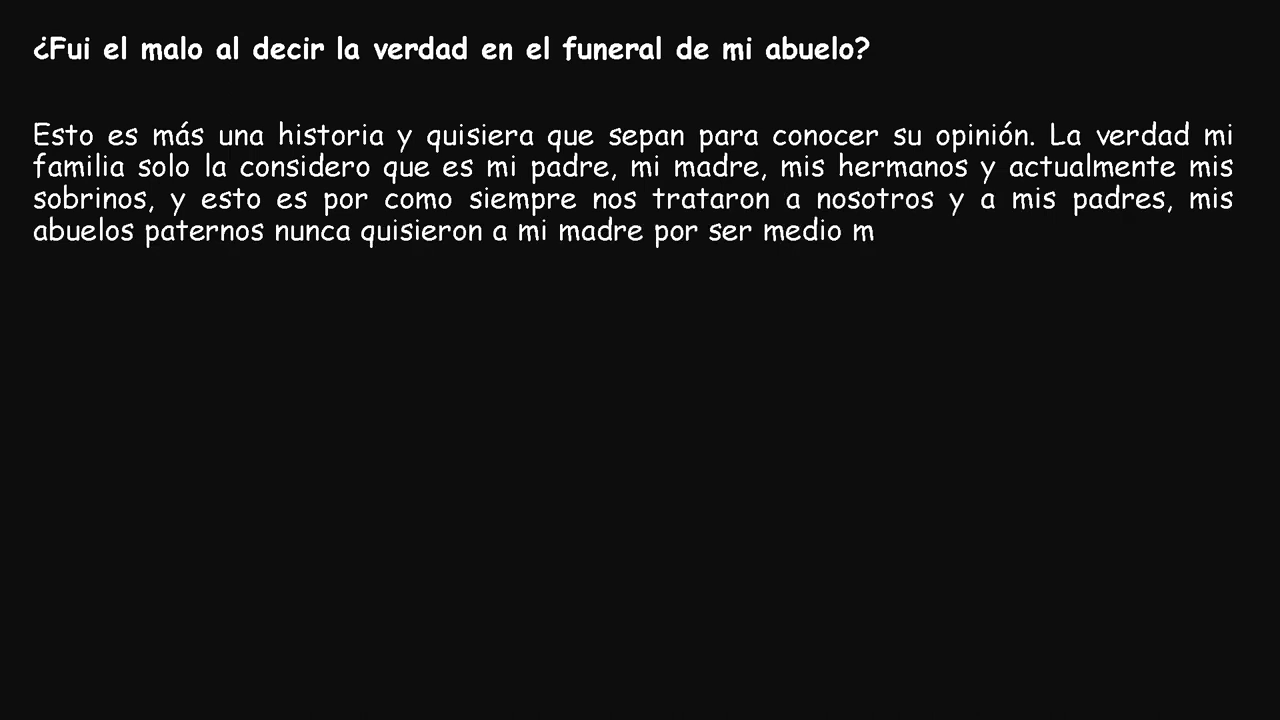 ¿Fui el malo al decir la verdad en el funeral de mi abuelo?
Esto es más una historia y quisiera que sepan para conocer su opinión. La verdad mi
familia solo la considero que es mi padre, mi madre, mis hermanos y actualmente mis
sobrinos, y esto es por como siempre nos trataron a nosotros y a mis padres, mis
abuelos paternos nunca quisieron a mi madre por ser medio m